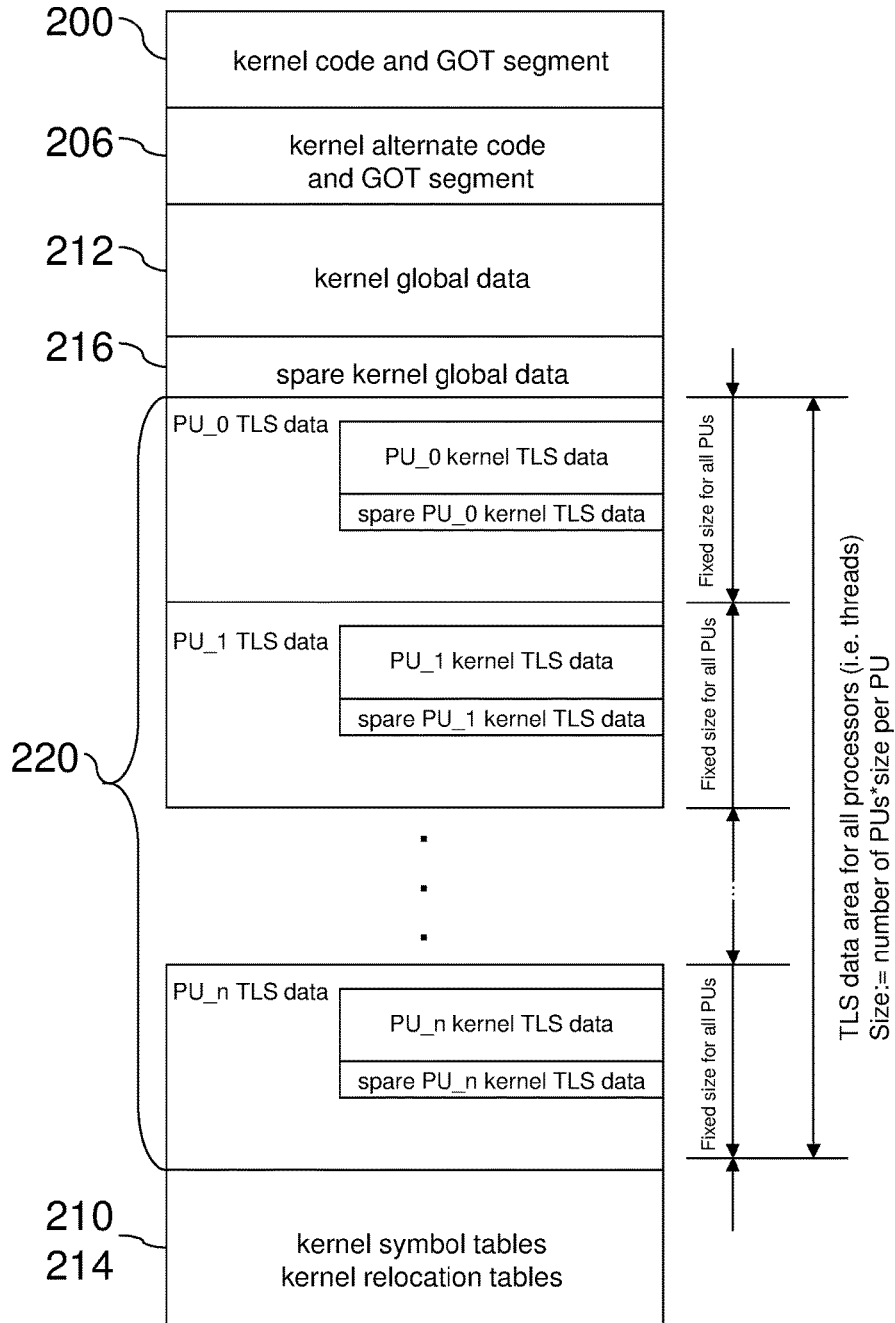 200
kernel code and GOT segment
206
kernel alternate code
and GOT segment
212
kernel global data
216
spare kernel global data
PU_0 TLS data
PU_0 kernel TLS data
spare PU_0 kernel TLS data
Fixed size for all PUs
PU_1 TLS data
PU_1 kernel TLS data
spare PU_1 kernel TLS data
Fixed size for all PUs
220
PU_n TLS data
PU_n kernel TLS data
spare PU_n kernel TLS data
Fixed size for all PUs
TLS data area for all processors (i.e. threads)
Size:= number of PUs*size per PU
210
214
kernel symbol tables
kernel relocation tables